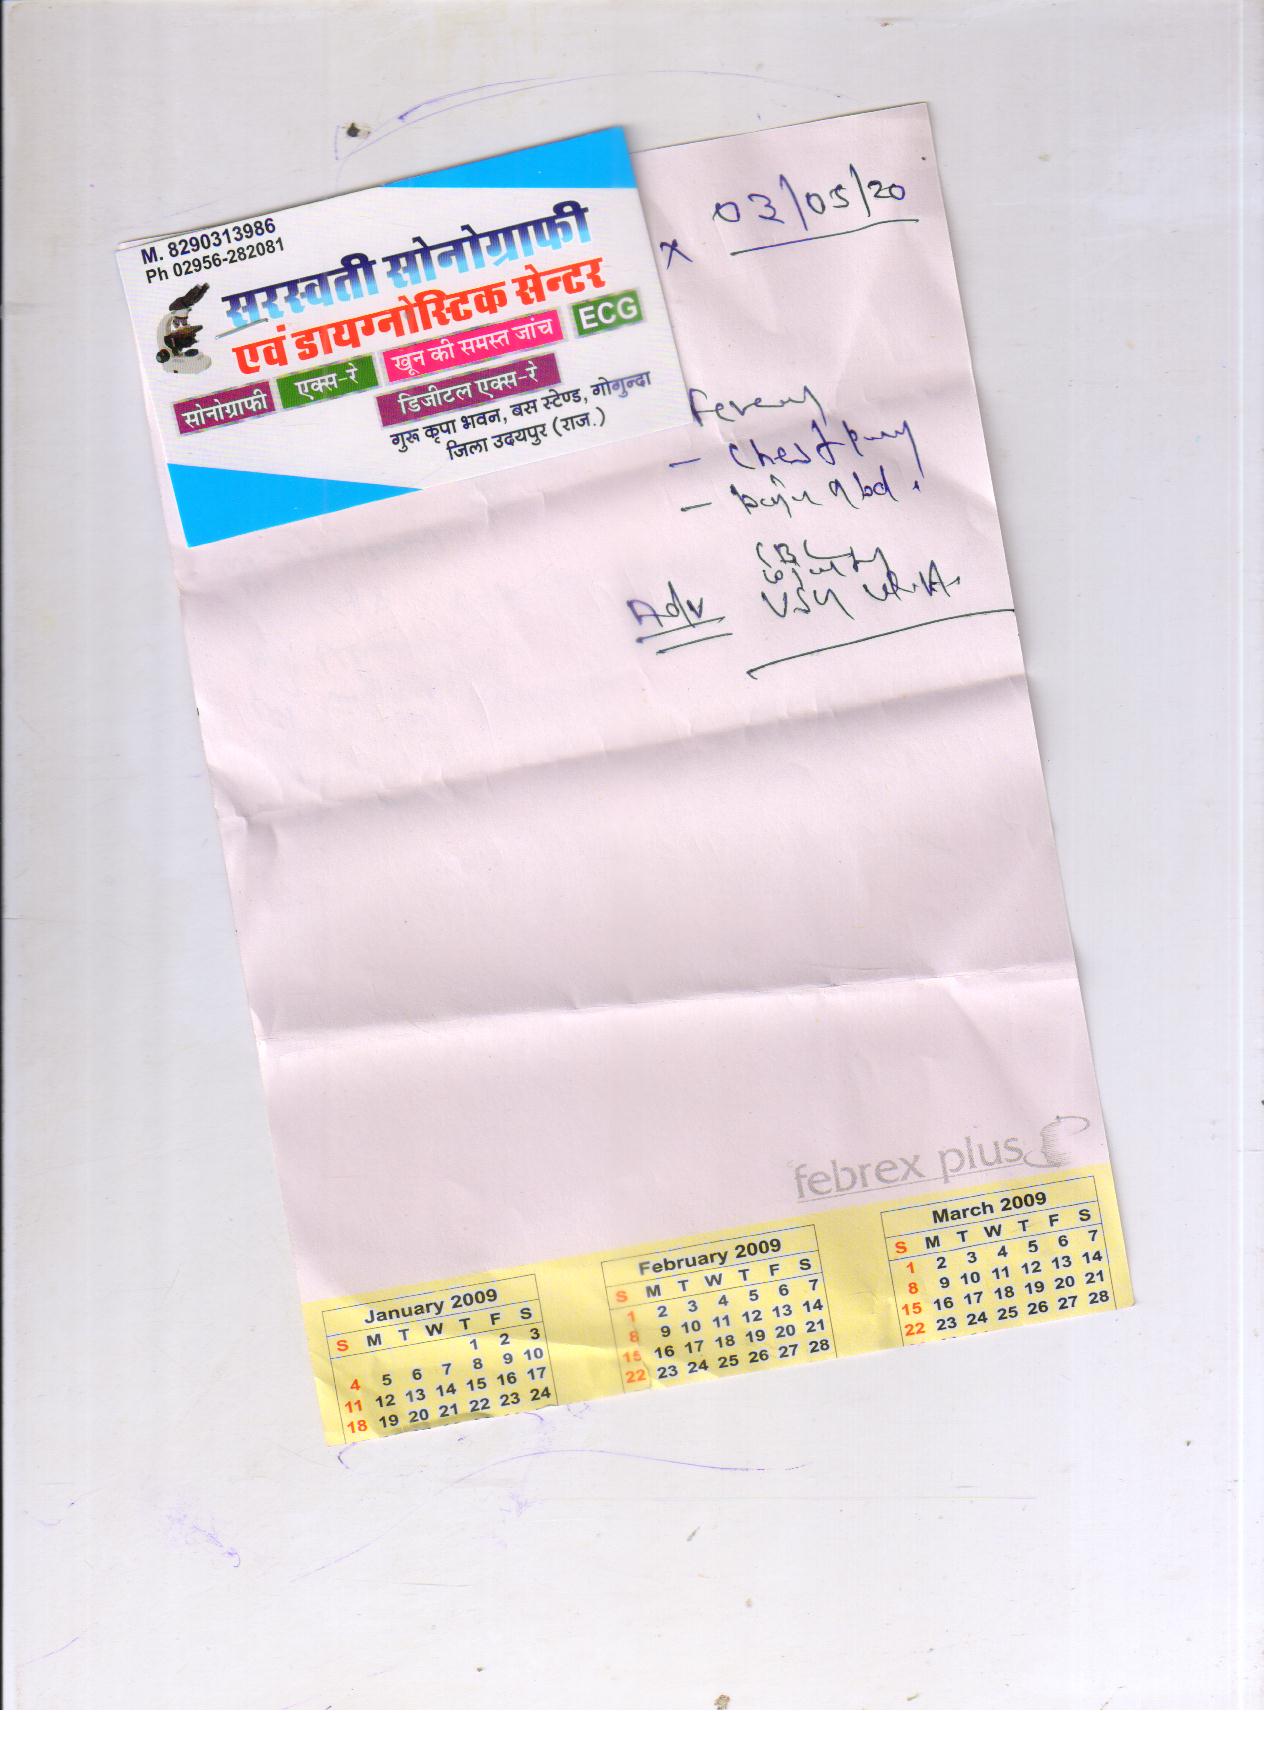 M. 8290313986
Ph 02956-282081
सरस्वती सोनोग्राफी
एवं डायग्नोस्टिक सेन्टर
सोनोग्राफी एक्स-रे खून की समस्त जांच ECG
डिजीटल एक्स-रे
गुरू कृपा भवन, बस स्टेण्ड, गोगुन्दा
जिला उदयपुर (राज.)
03/05/20
Adv
febrex plus
January 2009
S M T W T F S
1 2 3
4 5 6 7 8 9 10
11 12 13 14 15 16 17
18 19 20 21 22 23 24
February 2009
S M T W T F S
1 2 3 4 5 6 7
8 9 10 11 12 13 14
15 16 17 18 19 20 21
22 23 24 25 26 27 28
March 2009
S M T W T F S
1 2 3 4 5 6 7
8 9 10 11 12 13 14
15 16 17 18 19 20 21
22 23 24 25 26 27 28